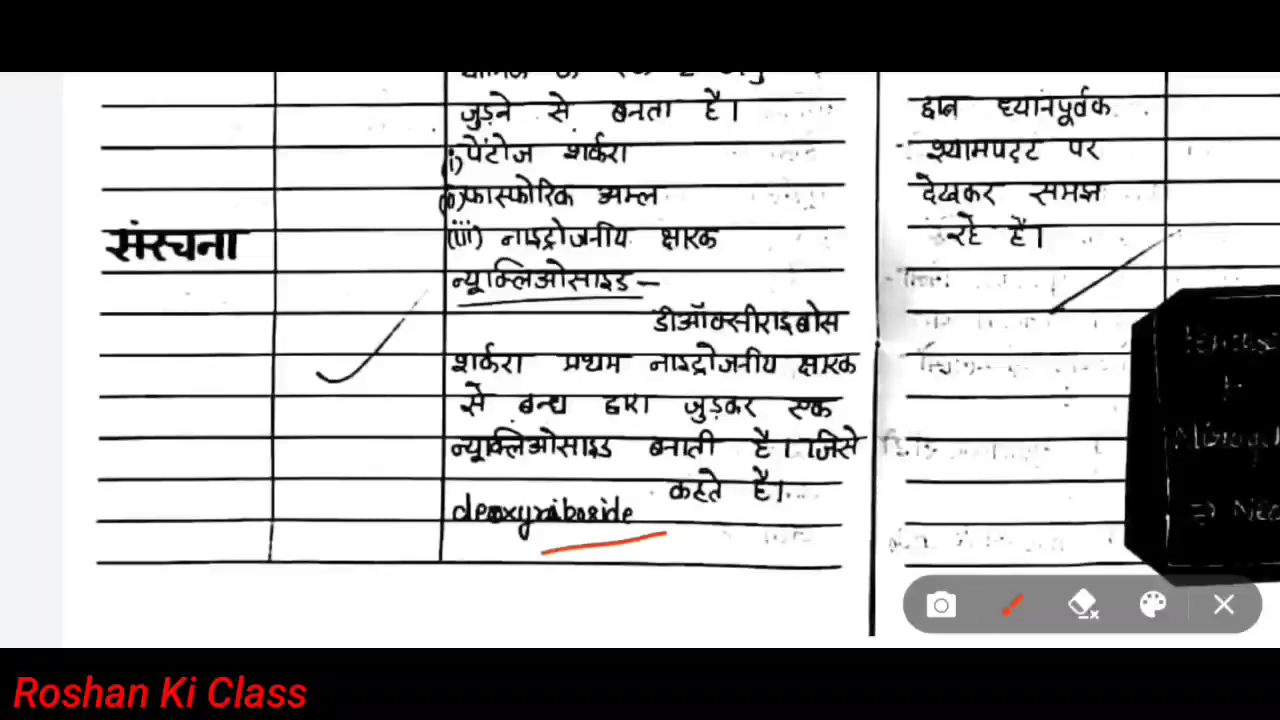 जुड़ने से बनता है।
(i) पेंटोज शर्करा
(ii) फास्फोरिक अम्ल
संरचना
(iii) नाइट्रोजनीय क्षारक
न्यूक्लिओसाइड —
डीऑक्सीराइबोस
शर्करा प्रथम नाइट्रोजनीय क्षारक
से बन्ध द्वारा जुड़कर एक
न्यूक्लिओसाइड बनाती है। जिसे
कहते है।
deoxyriboside
छात्र ध्यानपूर्वक
श्यामपट्ट पर
देखकर समझ
रहे है।
Roshan Ki Class